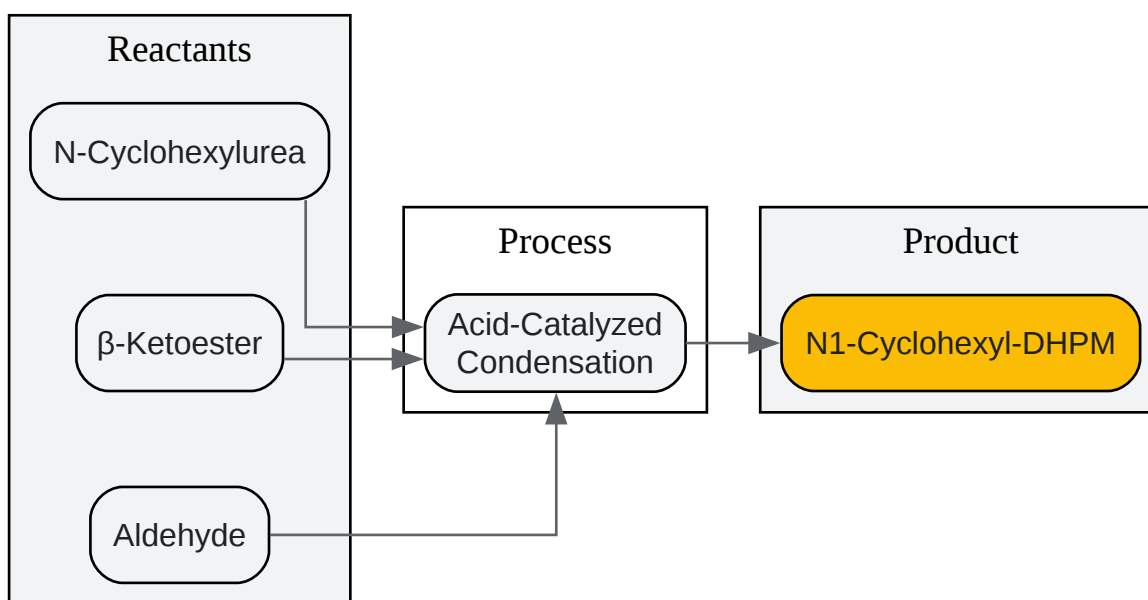 Reactants
N-Cyclohexylurea
β-Ketoester
Aldehyde
Process
Acid-Catalyzed
Condensation
Product
N1-Cyclohexyl-DHPM